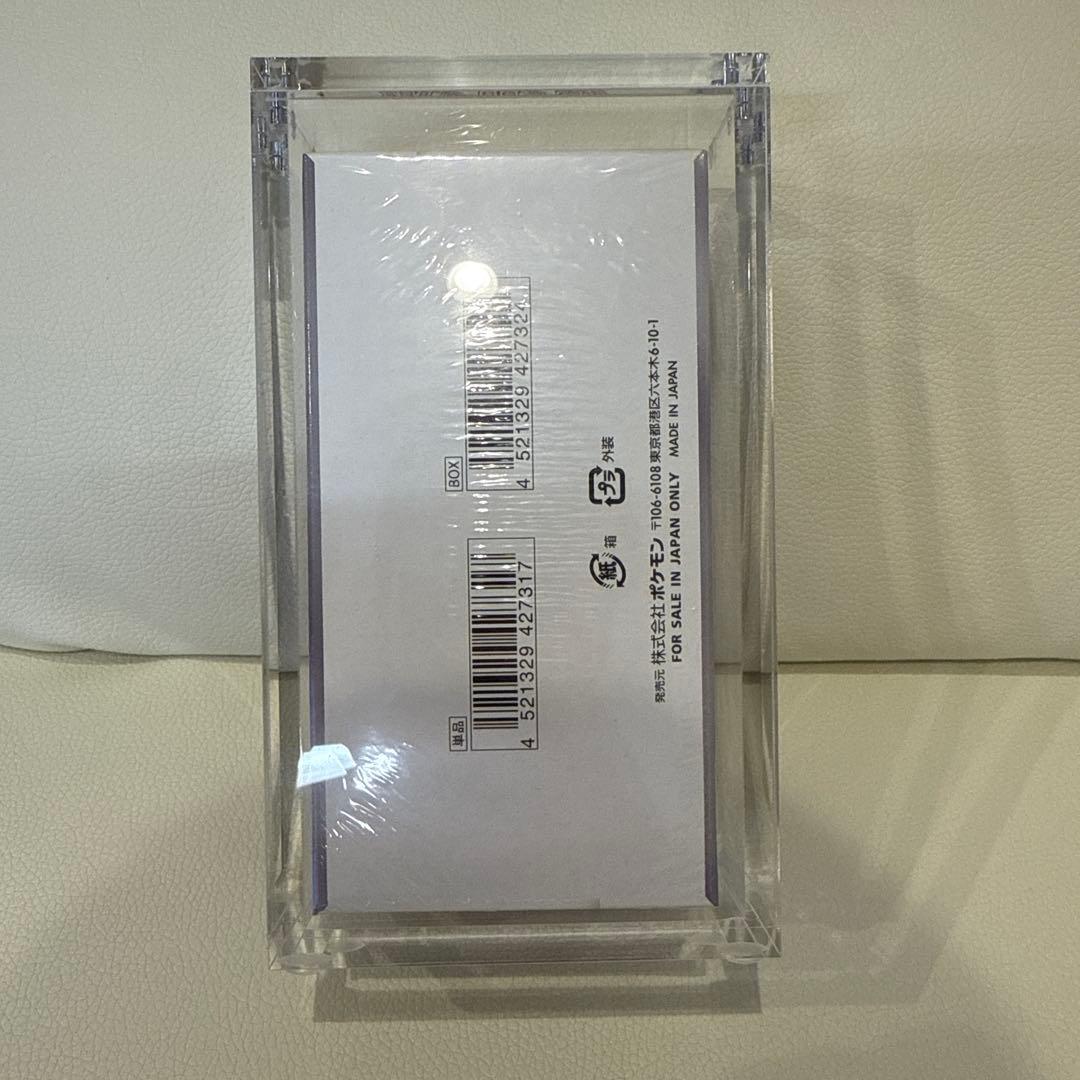 単品
4 521329 427317
BOX
4 521329 427324
紙 箱 プラ 外装
発売元 株式会社ポケモン 〒106-6108 東京都港区六本木6-10-1
FOR SALE IN JAPAN ONLY MADE IN JAPAN